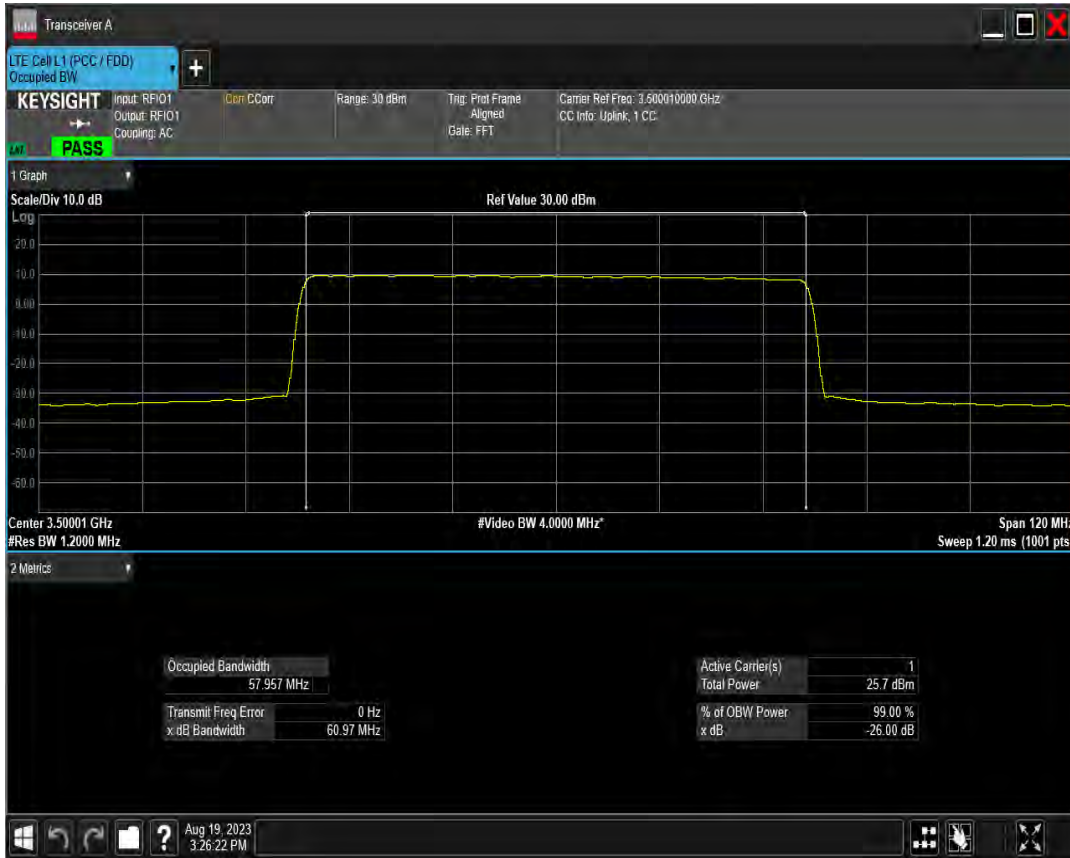 Transceiver A
LTE Cell L1 (PCC / FDD)
Occupied BW
KEYSIGHT
PASS
Input: RFIO1
Output: RFIO1
Coupling: AC
Corr CCorr
Range: 30 dBm
Trig: Prot Frame
Aligned
Gate: FFT
Carrier Ref Freq: 3.500010000 GHz
CC Info: Uplink, 1 CC
1 Graph
Scale/Div 10.0 dB
Ref Value 30.00 dBm
Log
20.0
10.0
0.00
-10.0
-20.0
-30.0
-40.0
-50.0
-60.0
Center 3.50001 GHz
#Video BW 4.0000 MHz*
Span 120 MHz
#Res BW 1.2000 MHz
Sweep 1.20 ms (1001 pts
2 Metrics
Occupied Bandwidth
57.957 MHz
Transmit Freq Error 0 Hz
x dB Bandwidth 60.97 MHz
Active Carrier(s) 1
Total Power 25.7 dBm
% of OBW Power 99.00 %
x dB -26.00 dB
Aug 19, 2023
3:26:22 PM